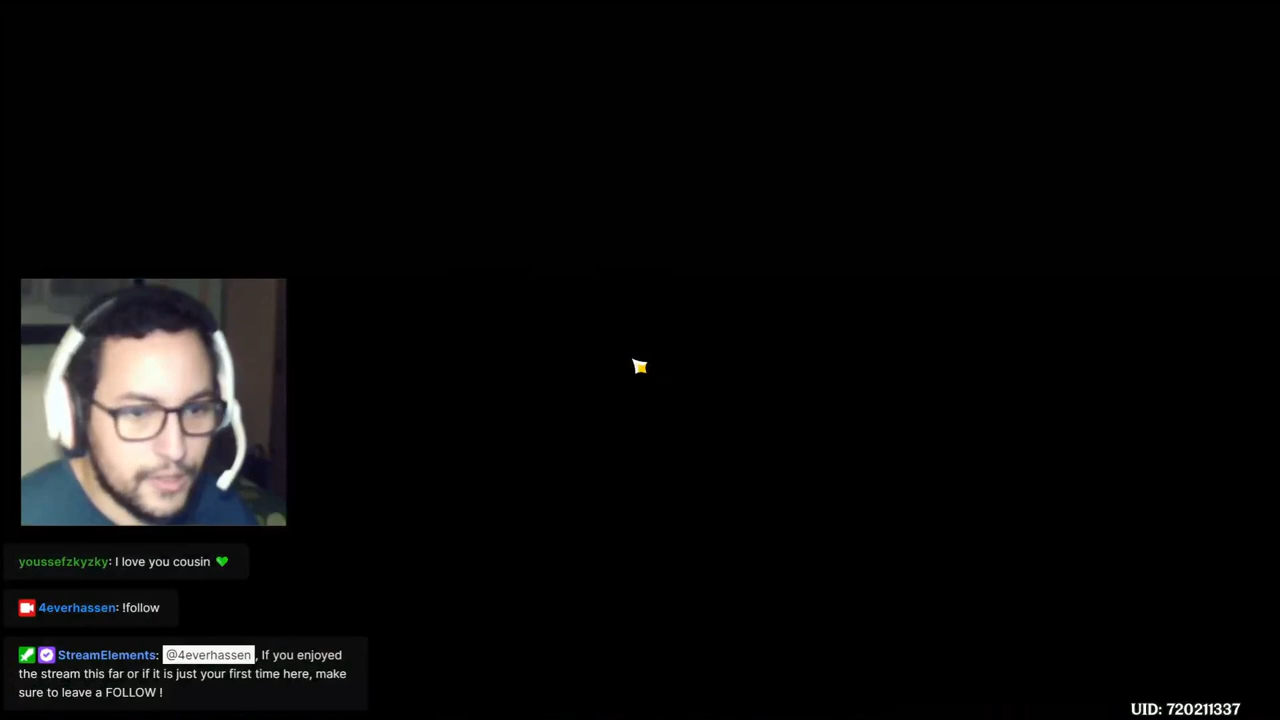 youssefzkyzky: I love you cousin 💚
4everhassen: !follow
StreamElements: @4everhassen, If you enjoyed
the stream this far or if it is just your first time here, make
sure to leave a FOLLOW !
UID: 720211337